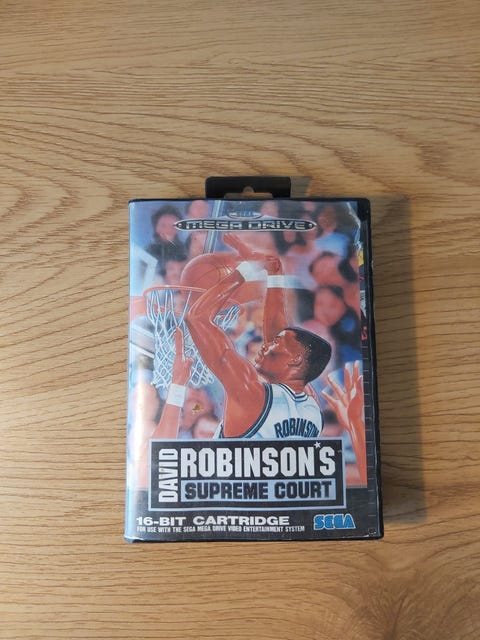 SEGA
MEGA DRIVE
ROBINSON
DAVID
ROBINSON'S
SUPREME COURT
16-BIT CARTRIDGE
FOR USE WITH THE SEGA MEGA DRIVE VIDEO ENTERTAINMENT SYSTEM
SEGA